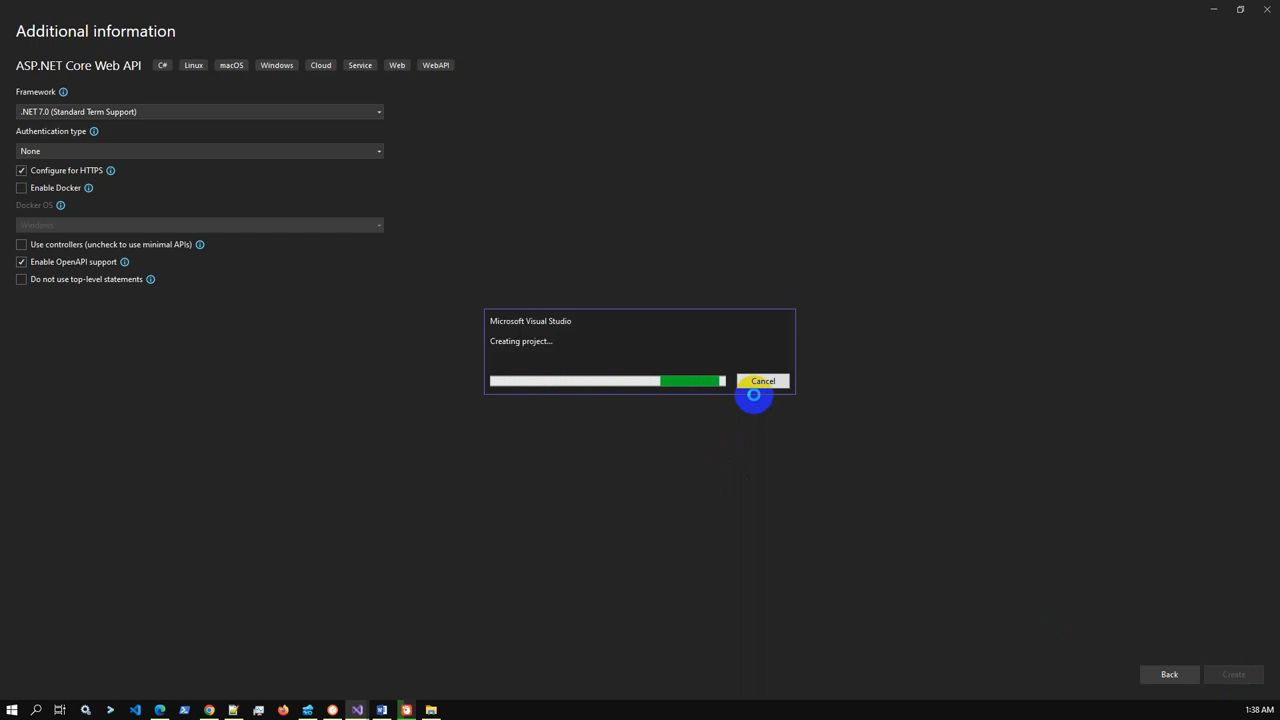 Additional information
ASP.NET Core Web API C# Linux macOS Windows Cloud Service Web WebAPI
Framework
.NET 7.0 (Standard Term Support)
Authentication type
None
Configure for HTTPS
Enable Docker
Docker OS
Windows
Use controllers (uncheck to use minimal APIs)
Enable OpenAPI support
Do not use top-level statements
Microsoft Visual Studio
Creating project...
Cancel
Back Create
1:38 AM